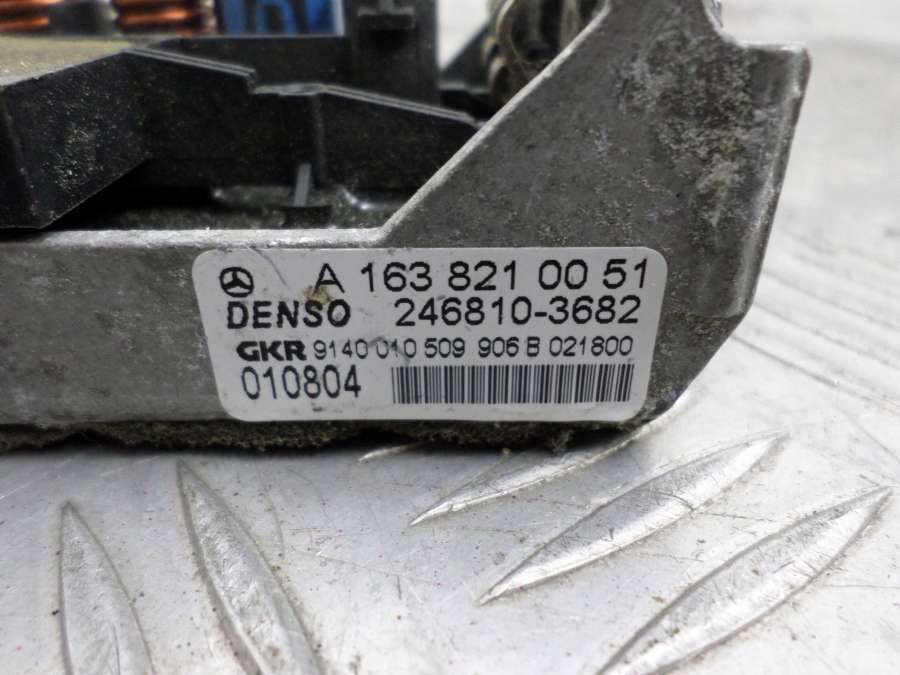 A 163 821 00 51
DENSO 246810-3682
GKR 9140 010 509 906 B 021800
010804